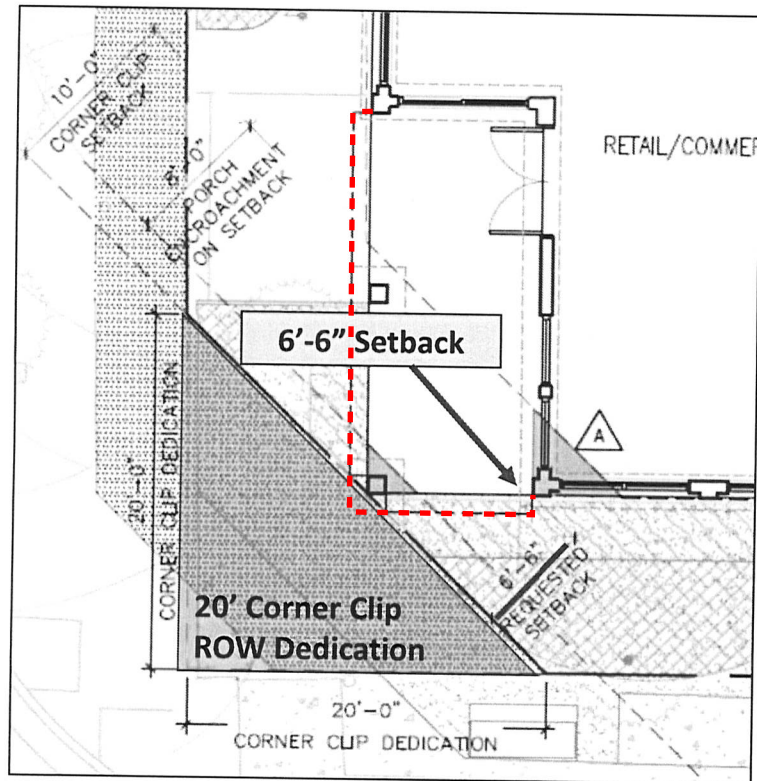 10'-0"
CORNER CLIP
SETBACK
8'-0"
PORCH
ENCROACHMENT
ON SETBACK
RETAIL/COMMER
6'-6" Setback
A
20'-0"
CORNER CLIP DEDICATION
6'-6"
REQUESTED
SETBACK
20' Corner Clip
ROW Dedication
20'-0"
CORNER CLIP DEDICATION